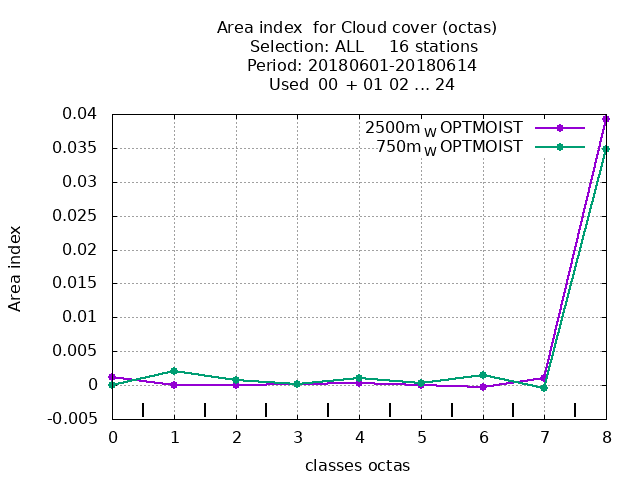 Area index  for Cloud cover (octas)
Selection: ALL     16 stations
Period: 20180601-20180614
Used  00 + 01 02 ... 24
0.04
0.035
0.03
0.025
0.02
0.015
0.01
0.005
0
-0.005
Area index
2500m W OPTMOIST
750m W OPTMOIST
0 1 2 3 4 5 6 7 8
classes octas